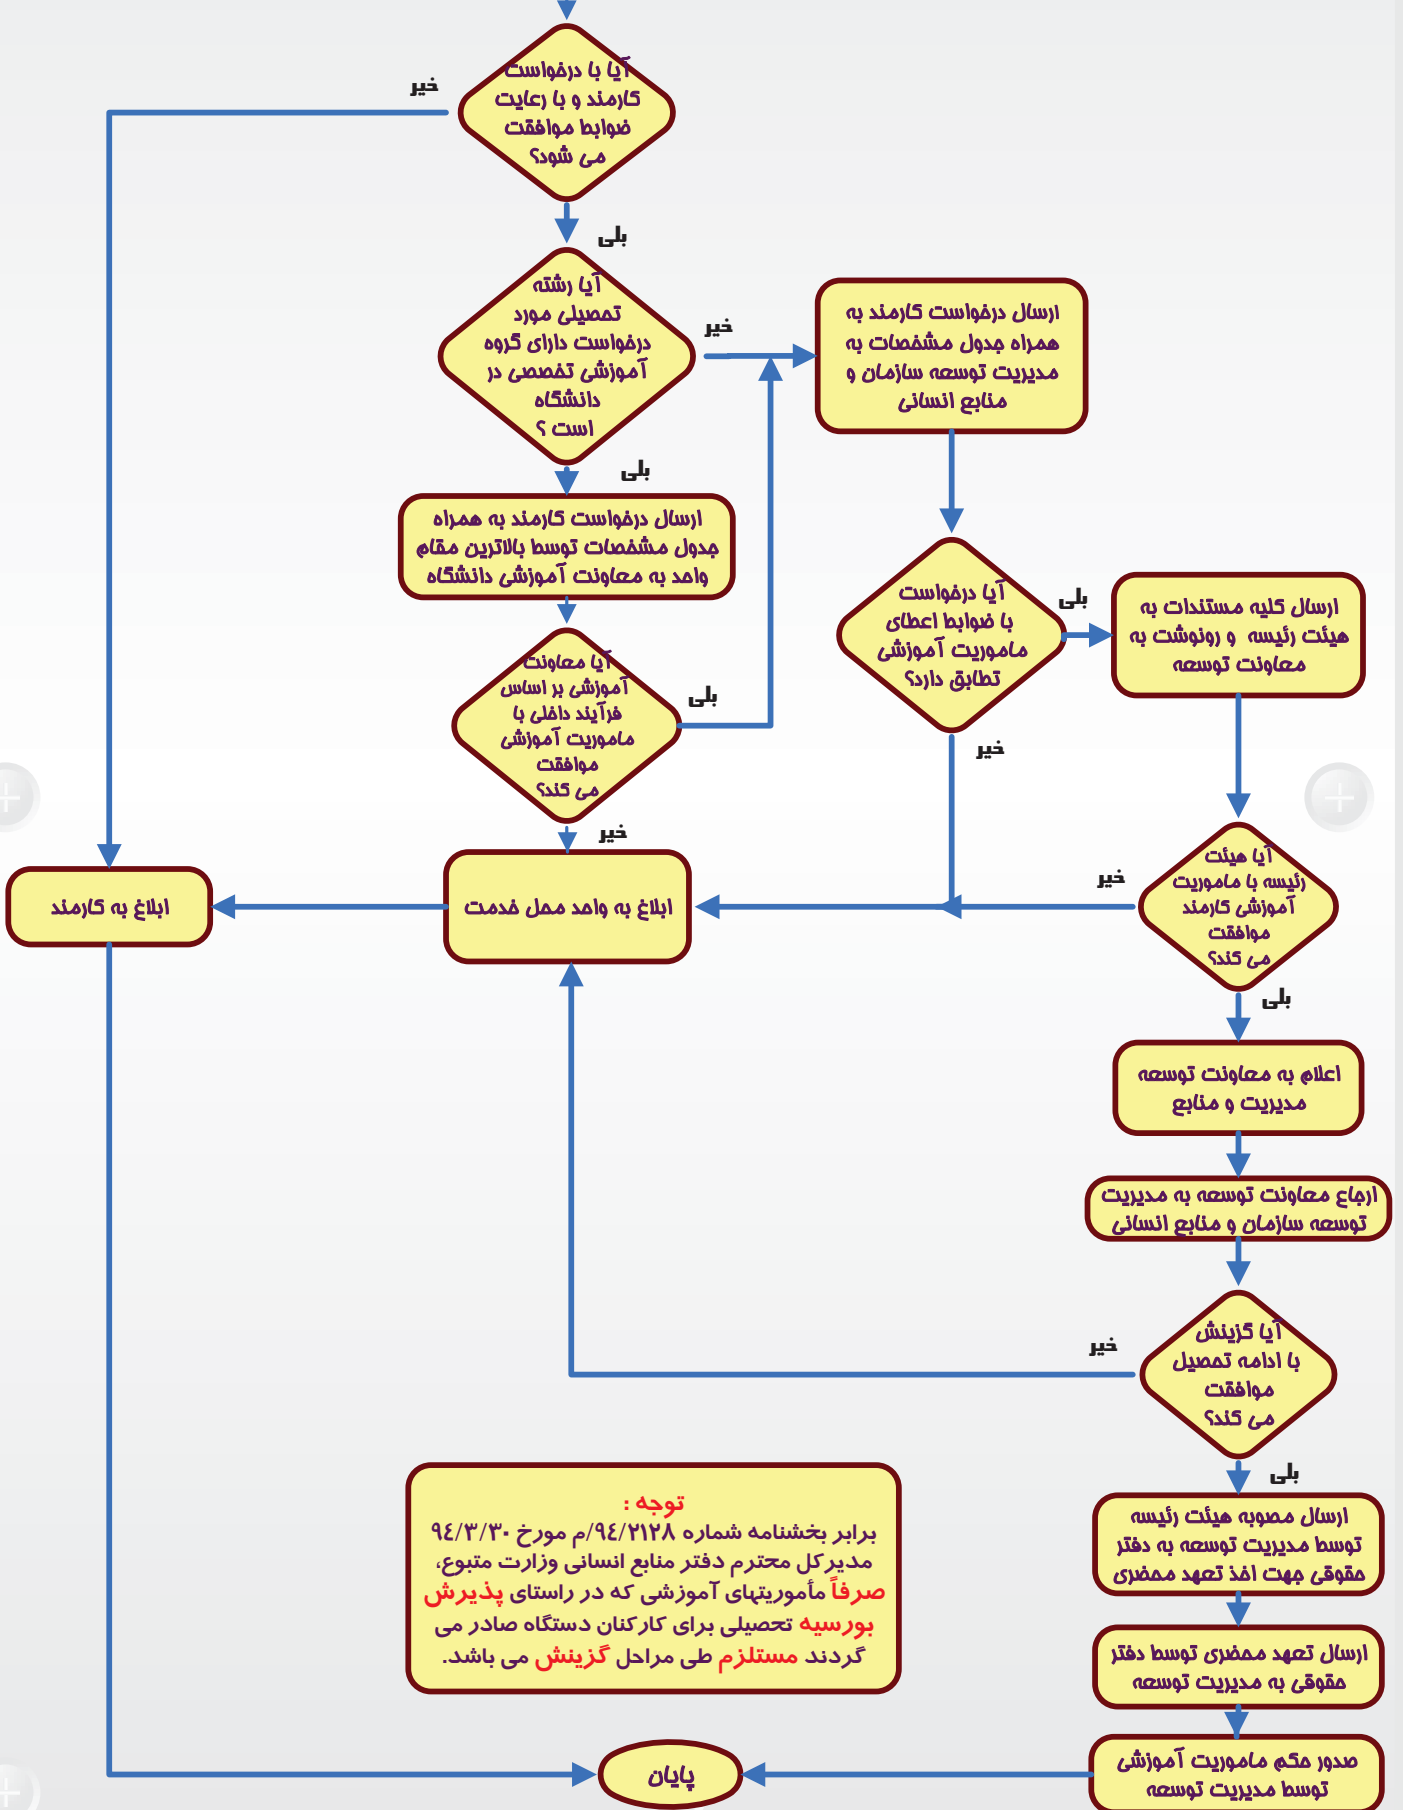 آیا با درخواست
کارمند و با رعایت
ضوابط موافقت
می شود؟
خیر
بلی
آیا رشته
تحصیلی مورد
درخواست دارای گروه
آموزشی تخصصی در
دانشگاه
است ؟
خیر
بلی
ارسال درخواست کارمند به
همراه جدول مشخصات به
مدیریت توسعه سازمان و
منابع انسانی
ارسال درخواست کارمند به همراه
جدول مشخصات توسط بالاترین مقام
واحد به معاونت آموزشی دانشگاه
آیا درخواست
با ضوابط اعطای
ماموریت آموزشی
تطابق دارد؟
بلی
خیر
ارسال کلیه مستندات به
هیئت رئیسه و رونوشت به
معاونت توسعه
آیا معاونت
آموزشی بر اساس
فرآیند داخلی با
ماموریت آموزشی
موافقت
می کند؟
بلی
خیر
آیا هیئت
رئیسه با ماموریت
آموزشی کارمند
موافقت
می کند؟
خیر
بلی
ابلاغ به واحد محل خدمت
ابلاغ به کارمند
اعلام به معاونت توسعه
مدیریت و منابع
ارجاع معاونت توسعه به مدیریت
توسعه سازمان و منابع انسانی
آیا گزینش
با ادامه تحصیل
موافقت
می کند؟
خیر
بلی
ارسال مصوبه هیئت رئیسه
توسط مدیریت توسعه به دفتر
حقوقی جهت اخذ تعهد محضری
ارسال تعهد محضری توسط دفتر
حقوقی به مدیریت توسعه
صدور حکم ماموریت آموزشی
توسط مدیریت توسعه
توجه :
برابر بخشنامه شماره ۹٤/۲۱۲۸/م مورخ ۹٤/۳/۳۰
مدیرکل محترم دفتر منابع انسانی وزارت متبوع،
صرفاً مأموریتهای آموزشی که در راستای پذیرش
بورسیه تحصیلی برای کارکنان دستگاه صادر می
گردند مستلزم طی مراحل گزینش می باشد.
پایان